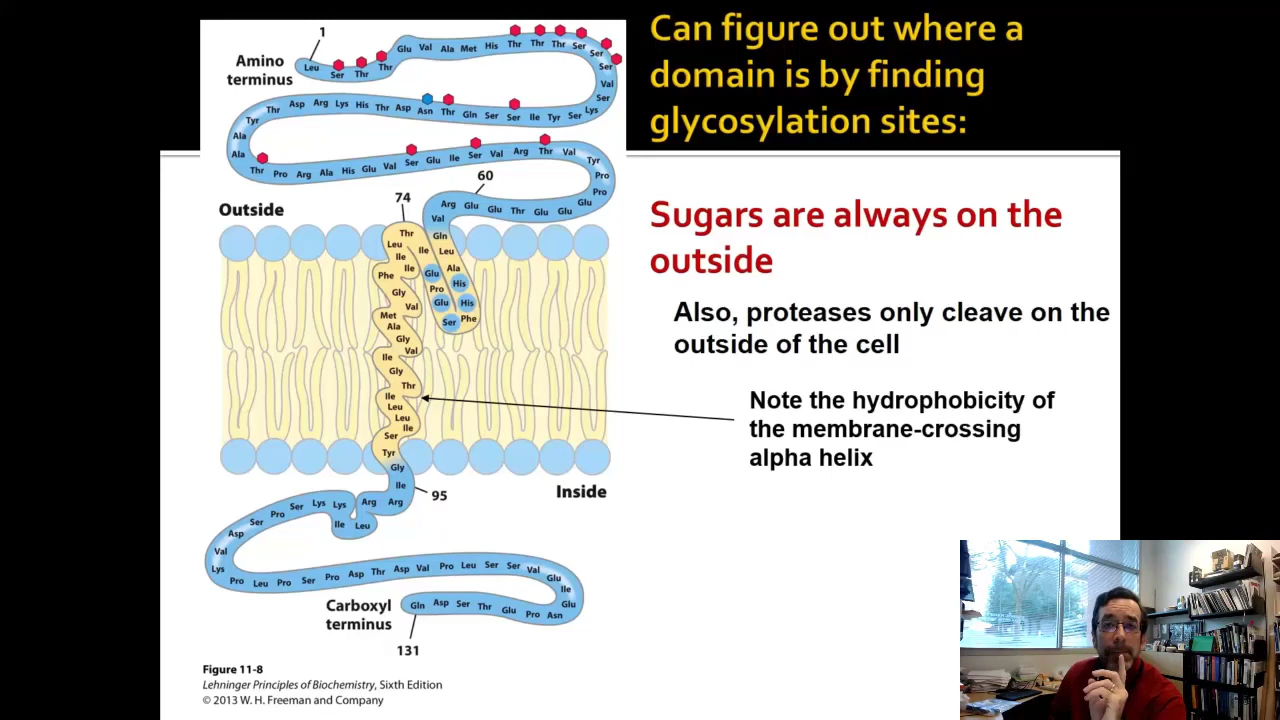 Can figure out where a
domain is by finding
glycosylation sites:
Sugars are always on the
outside
Also, proteases only cleave on the
outside of the cell
Note the hydrophobicity of
the membrane-crossing
alpha helix
1
Amino
terminus
Leu Ser Thr Thr Glu Val Ala Met His Thr Thr Thr Ser Ser Ser
Val
Ser
Thr Asp Arg Lys His Thr Asp Asn Thr Gln Ser Ser Ile Tyr Ser Lys
Tyr
Ala
Ala
Thr Pro Arg Ala His Glu Val Ser Glu Ile Ser Val Arg Thr Val Tyr
Pro
Pro
60
Val Arg Glu Glu Thr Glu Glu Glu
Outside
74
Gln
Leu
Ala
His
His
Phe
Ser
Glu
Pro
Glu
Ile
Thr
Leu
Ile
Ile
Phe
Gly
Val
Met
Ala
Gly
Val
Ile
Gly
Thr
Ile
Leu
Leu
Ile
Ser
Tyr
Gly
Ile
95
Inside
Ser Lys Lys Arg Arg
Ile Leu
Pro
Ser
Asp
Val
Lys
Pro Leu Pro Ser Pro Asp Thr Asp Val Pro Leu Ser Ser Val
Glu
Ile
Glu
Gln Asp Ser Thr Glu Pro Asn
Carboxyl
terminus
131
Figure 11-8
Lehninger Principles of Biochemistry, Sixth Edition
© 2013 W. H. Freeman and Company